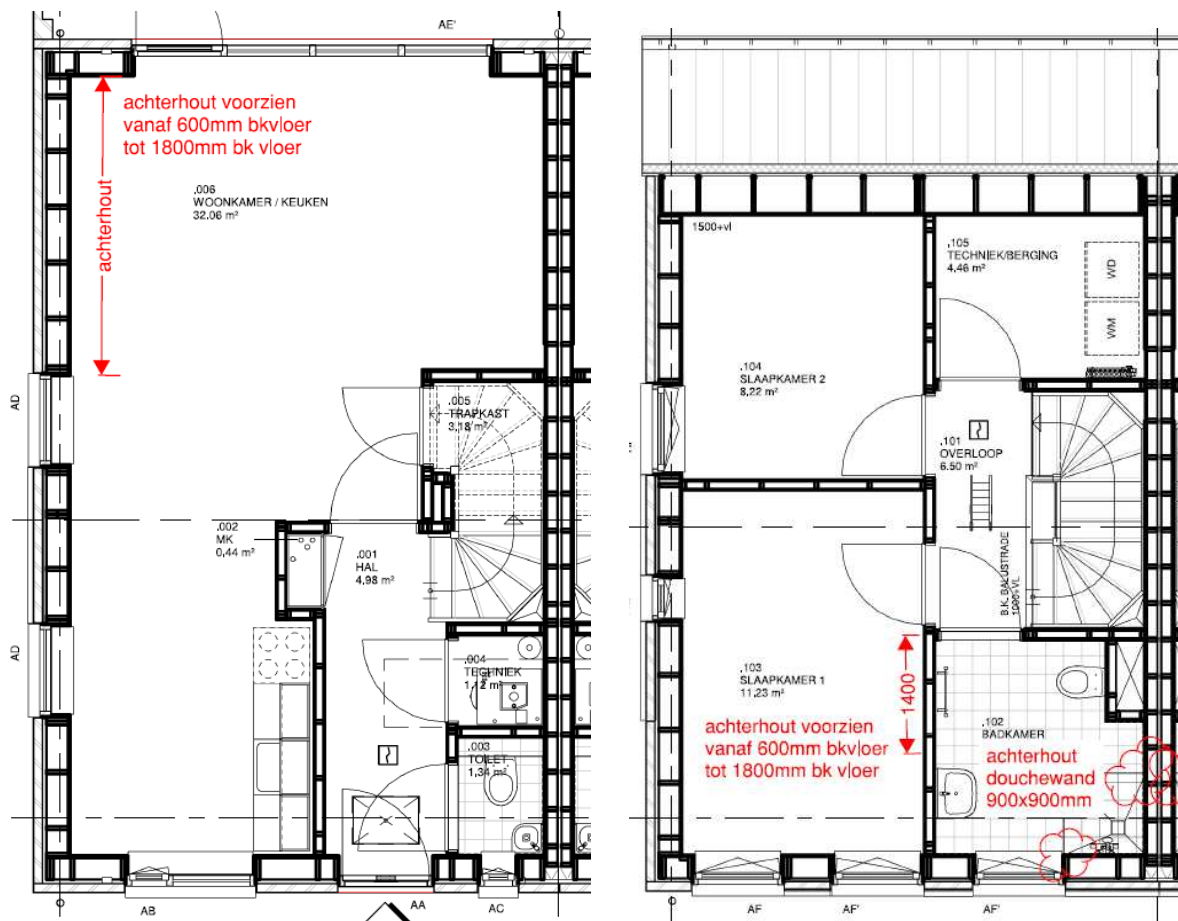 AE'
achterhout voorzien
vanaf 600mm bkvloer
tot 1800mm bk vloer
achterhout
.006
WOONKAMER / KEUKEN
32.06 m²
AD
.005
TRAPKAST
3,18 m²
.002
MK
0,44 m²
.001
HAL
4,98 m²
AD
.004
TECHNIEK
1,12 m²
.003
TOILET
1,34 m²
AB
AA
AC
1500+vl
.105
TECHNIEK/BERGING
4,46 m²
WD
WM
.104
SLAAPKAMER 2
8,22 m²
.101
OVERLOOP
6.50 m²
B.K. BALUSTRADE
1000+VL
.103
SLAAPKAMER 1
11,23 m²
achterhout voorzien
vanaf 600mm bkvloer
tot 1800mm bk vloer
1400
.102
BADKAMER
achterhout
douchewand
900x900mm
AF
AF'
AF'